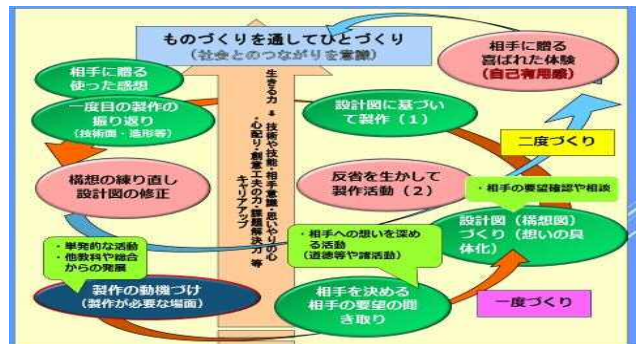 ものづくりを通してひとづくり
(社会とのつながりを意識)
相手に贈る
喜ばれた体験
(自己有用感)
相手に贈る
使った感想
一度目の製作の
振り返り
(技術面・造形等)
設計図に基づい
て製作(1)
二度づくり
構想の練り直し
設計図の修正
反省を生かして
製作活動(2)
・相手の要望確認や相談
設計図(構想図)
づくり(想いの具
体化)
・単発的な活動
・他教科や総合
からの発展
・相手への想いを深め
る活動
(道徳等や諸活動)
製作の動機づけ
(製作が必要な場面)
相手を決める
相手の要望の聞
き取り
一度づくり
生きる力
・技術や技能・相手意識・思いやりの心
・心配り・創意工夫の力・課題解決力 等
キャリアアップ